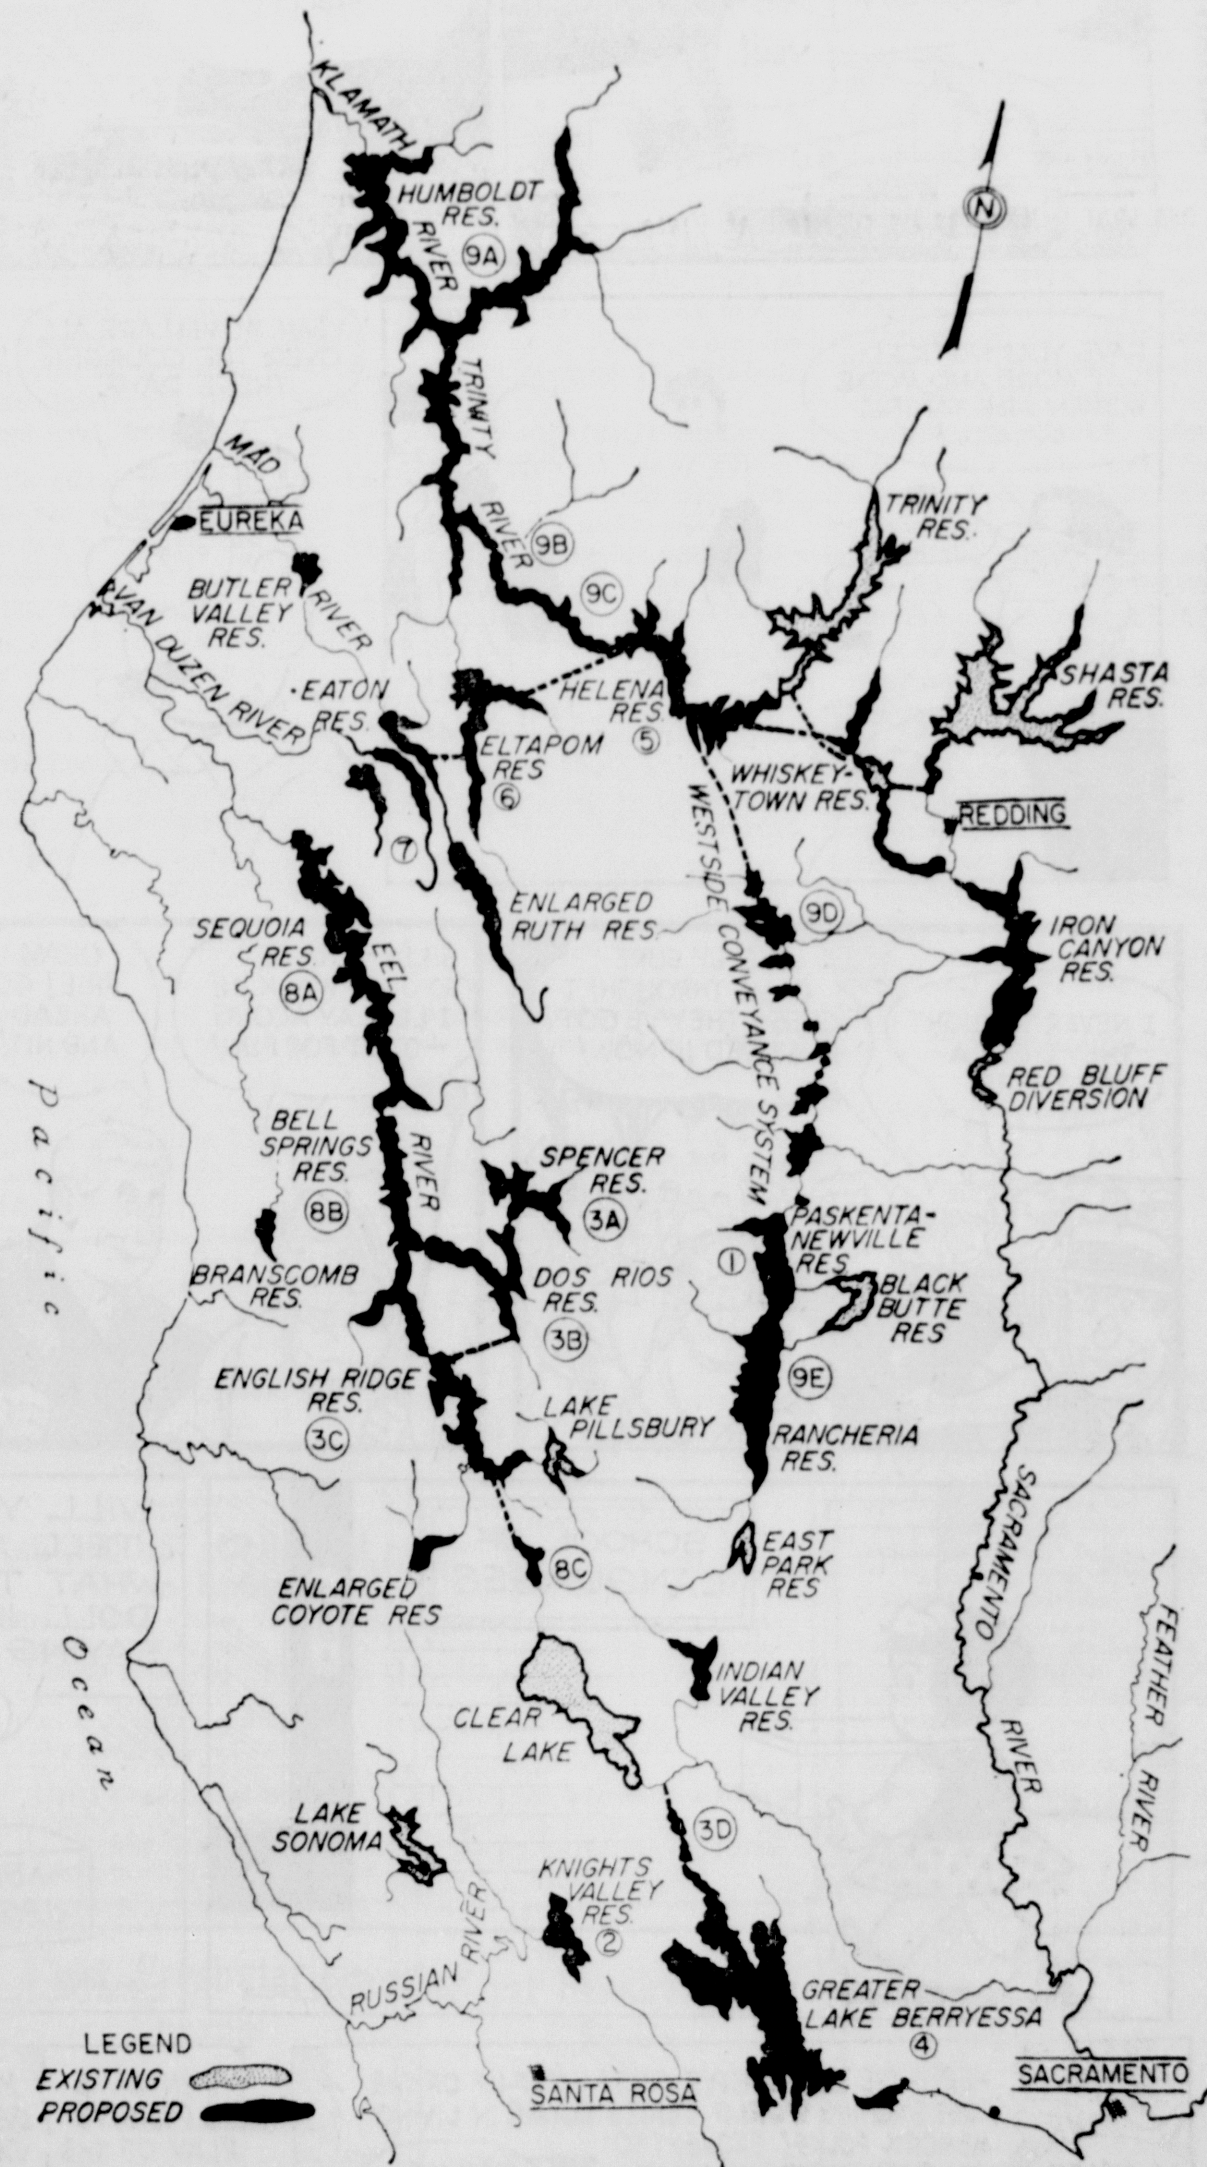 KLAMATH
HUMBOLDT
RES.
RIVER
9A
N
TRINITY
RIVER
MAD
EUREKA
TRINITY
RES.
9B
9C
BUTLER
VALLEY
RES.
RIVER
VAN DUZEN RIVER
EATON
RES.
HELENA
RES.
5
SHASTA
RES.
ELTAPOM
RES
6
WHISKEY-
TOWN RES.
REDDING
7
WESTSIDE CONVEYANCE SYSTEM
ENLARGED
RUTH RES.
9D
SEQUOIA
RES.
8A
EEL
RIVER
IRON
CANYON
RES.
RED BLUFF
DIVERSION
BELL
SPRINGS
RES.
8B
SPENCER
RES.
3A
PASKENTA-
NEWVILLE
RES
1
BRANSCOMB
RES.
DOS RIOS
RES.
3B
BLACK
BUTTE
RES
ENGLISH RIDGE
RES.
3C
9E
LAKE
PILLSBURY
RANCHERIA
RES.
Pacific
Ocean
SACRAMENTO
RIVER
8C
EAST
PARK
RES
ENLARGED
COYOTE RES
FEATHER
RIVER
INDIAN
VALLEY
RES.
CLEAR
LAKE
LAKE
SONOMA
3D
KNIGHTS
VALLEY
RES.
2
RUSSIAN RIVER
GREATER
LAKE BERRYESSA
4
LEGEND
EXISTING
PROPOSED
SANTA ROSA
SACRAMENTO